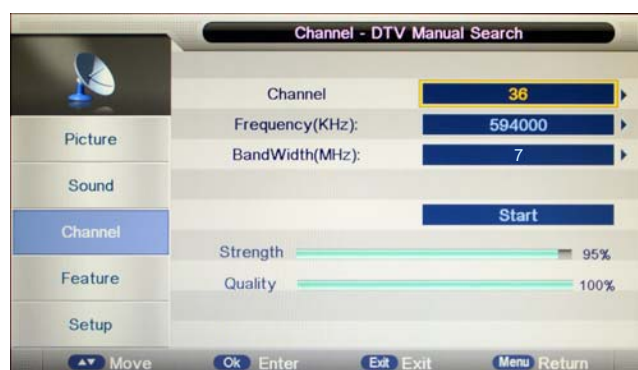 Channel - DTV Manual Search
Channel 36
Frequency(KHz): 594000
BandWidth(MHz): 7
Start
Strength 95%
Quality 100%
Picture
Sound
Channel
Feature
Setup
Move Ok Enter Exit Exit Menu Return